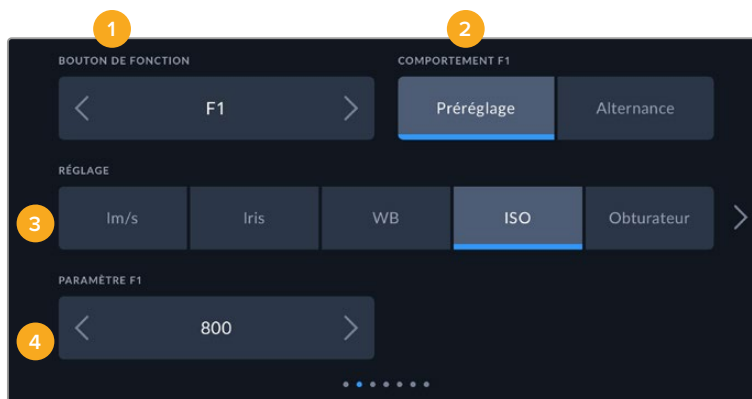 1 2
BOUTON DE FONCTION COMPORTEMENT F1
F1 Préréglage Alternance
RÉGLAGE
3 Im/s Iris WB ISO Obturateur
PARAMÈTRE F1
4 800